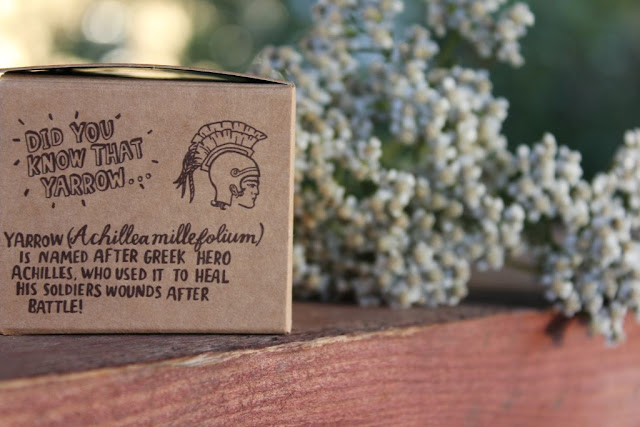 DID YOU
KNOW THAT
YARROW...
YARROW (Achillea millefolium)
IS NAMED AFTER GREEK HERO
ACHILLES, WHO USED IT TO HEAL
HIS SOLDIERS WOUNDS AFTER
BATTLE!